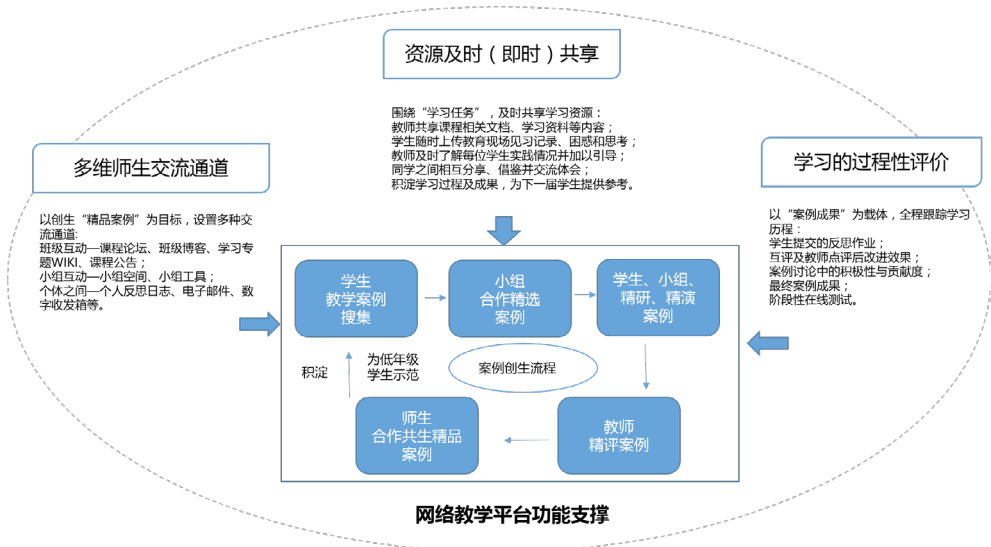 资源及时（即时）共享
围绕“学习任务”，及时共享学习资源：
教师共享课程相关文档、学习资料等内容；
学生随时上传教育现场见习记录、困惑和思考；
教师及时了解每位学生实践情况并加以引导；
同学之间相互分享、借鉴并交流体会；
积淀学习过程及成果，为下一届学生提供参考。
多维师生交流通道
以创生“精品案例”为目标，设置多种交
流通道:
班级互动—课程论坛、班级博客、学习专
题WIKI、课程公告；
小组互动—小组空间、小组工具；
个体之间—个人反思日志、电子邮件、数
字收发箱等。
学习的过程性评价
以“案例成果”为载体，全程跟踪学习
历程：
学生提交的反思作业；
互评及教师点评后改进效果；
案例讨论中的积极性与贡献度；
最终案例成果；
阶段性在线测试。
学生
教学案例
搜集
小组
合作精选
案例
学生、小组、
精研、精演
案例
积淀
为低年级
学生示范
案例创生流程
师生
合作共生精品
案例
教师
精评案例
网络教学平台功能支撑